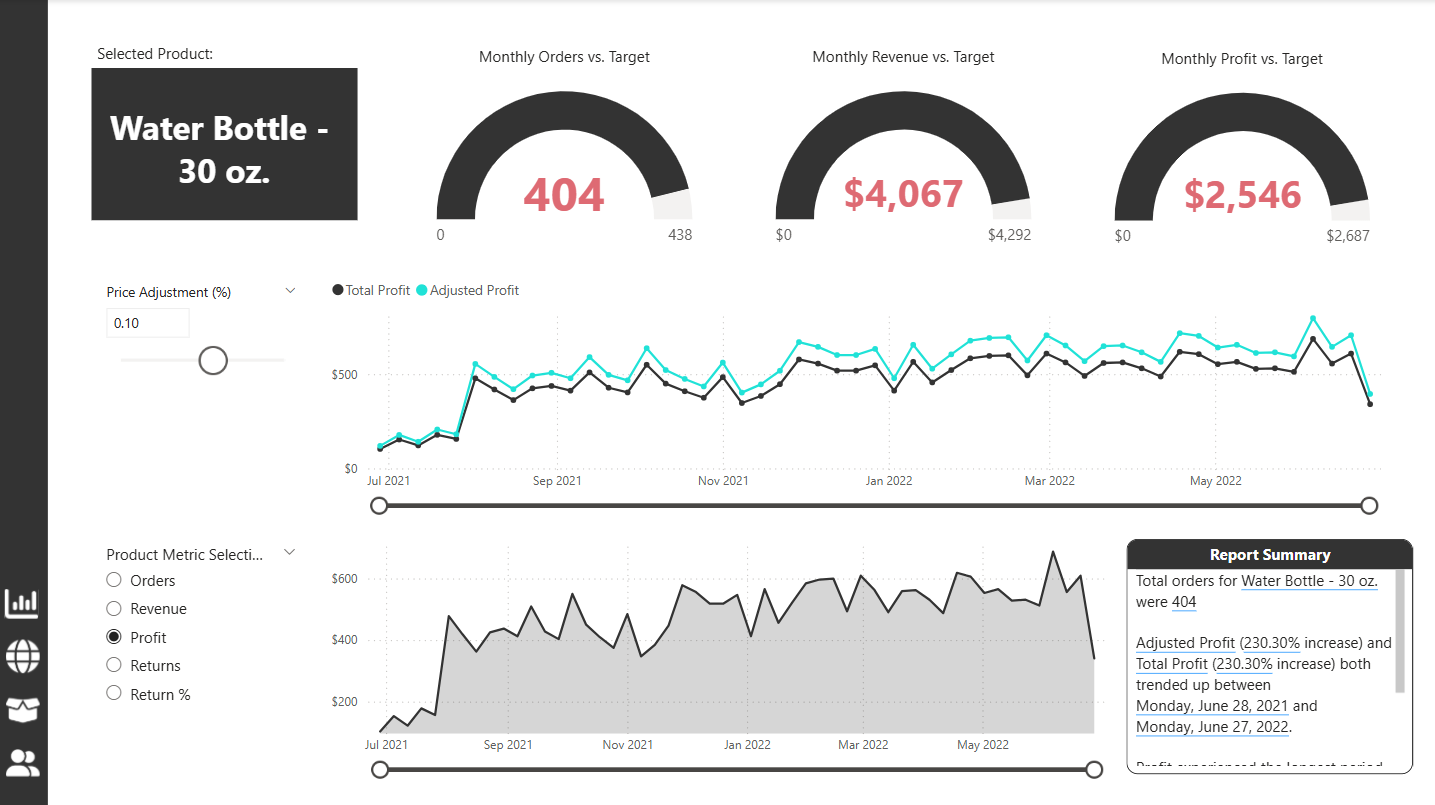 Selected Product:
Water Bottle -
30 oz.
Monthly Orders vs. Target
404
0
438
Monthly Revenue vs. Target
$4,067
$0
$4,292
Monthly Profit vs. Target
$2,546
$0
$2,687
Price Adjustment (%)
0.10
Total Profit Adjusted Profit
$500
$0
Jul 2021 Sep 2021 Nov 2021 Jan 2022 Mar 2022 May 2022
Product Metric Selecti...
Orders
Revenue
Profit
Returns
Return %
$600
$400
$200
Jul 2021 Sep 2021 Nov 2021 Jan 2022 Mar 2022 May 2022
Report Summary
Total orders for Water Bottle - 30 oz.
were 404
Adjusted Profit (230.30% increase) and
Total Profit (230.30% increase) both
trended up between
Monday, June 28, 2021 and
Monday, June 27, 2022.
Profit experienced the longest period